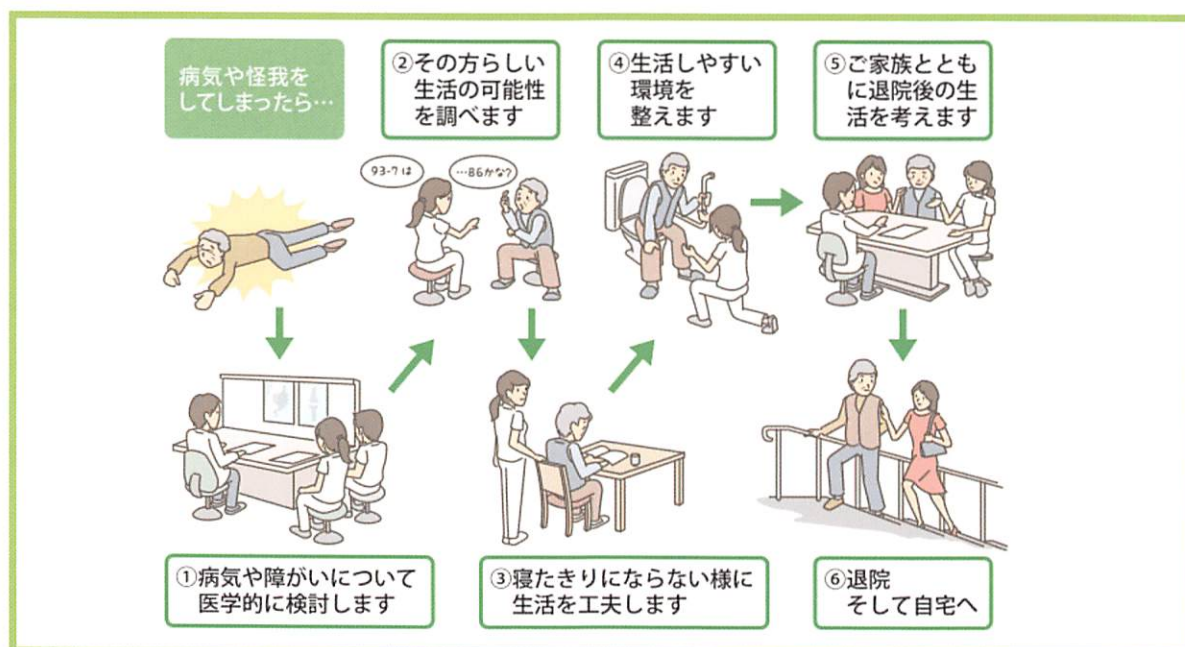 病気や怪我を
してしまったら…
①病気や障がいについて
医学的に検討します
②その方らしい
生活の可能性
を調べます
93-7は
…86かな?
③寝たきりにならない様に
生活を工夫します
④生活しやすい
環境を
整えます
⑤ご家族ととも
に退院後の生
活を考えます
⑥退院
そして自宅へ